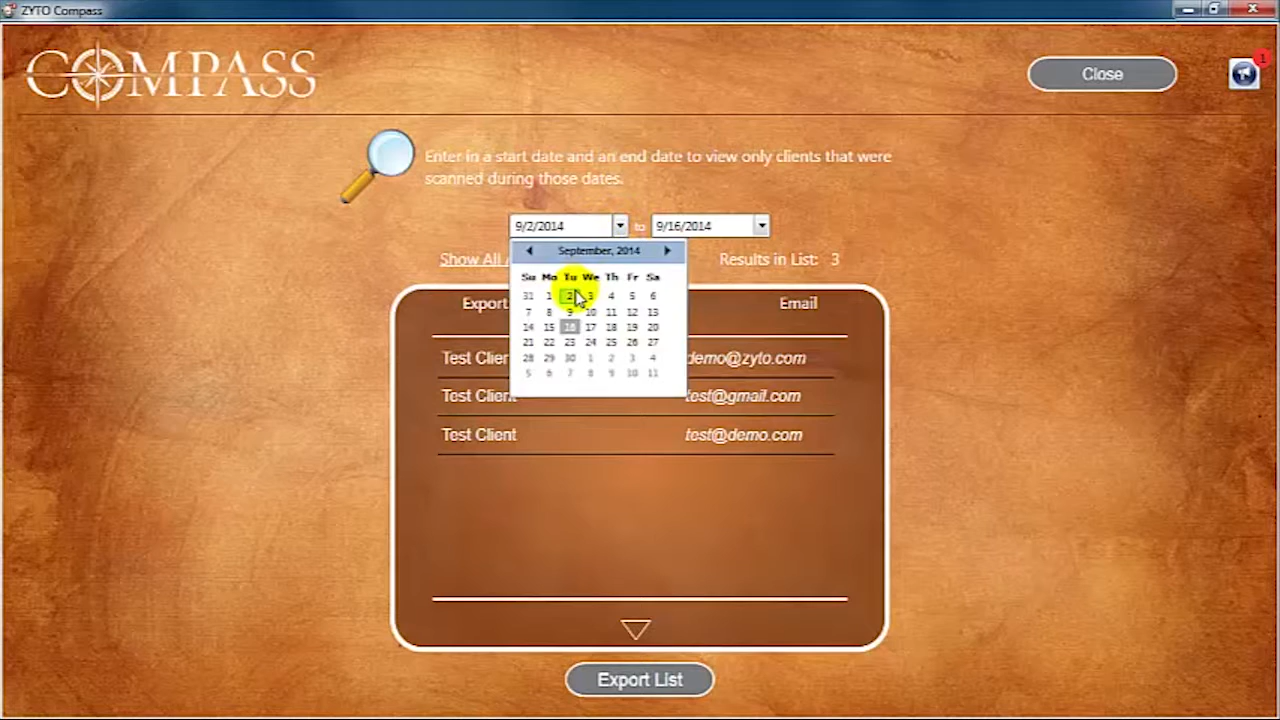 ZYTO Compass
COMPASS
Close
1
Enter in a start date and an end date to view only clients that were
scanned during those dates.
9/2/2014 to 9/16/2014
September, 2014
Show All
Results in List: 3
Su Mo Tu We Th Fr Sa
31 1 2 3 4 5 6
7 8 9 10 11 12 13
14 15 16 17 18 19 20
21 22 23 24 25 26 27
28 29 30 1 2 3 4
5 6 7 8 9 10 11
Export
Email
Test Clien
demo@zyto.com
Test Client
test@gmail.com
Test Client
test@demo.com
Export List